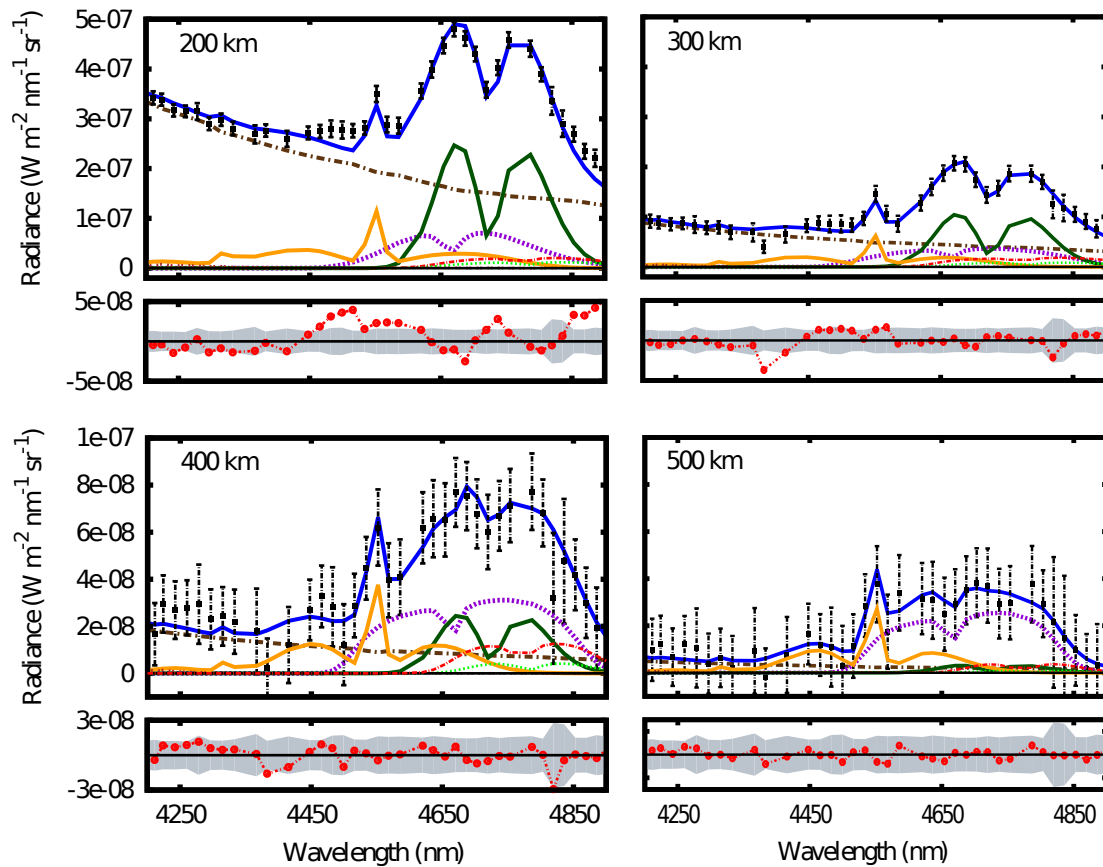 5e-07
4e-07
3e-07
2e-07
1e-07
0
Radiance (W m-2 nm-1 sr-1)
200 km
300 km
5e-08
-5e-08
1e-07
8e-08
6e-08
4e-08
2e-08
0
Radiance (W m-2 nm-1 sr-1)
400 km
500 km
3e-08
-3e-08
4250 4450 4650 4850
4250 4450 4650 4850
Wavelength (nm)
Wavelength (nm)